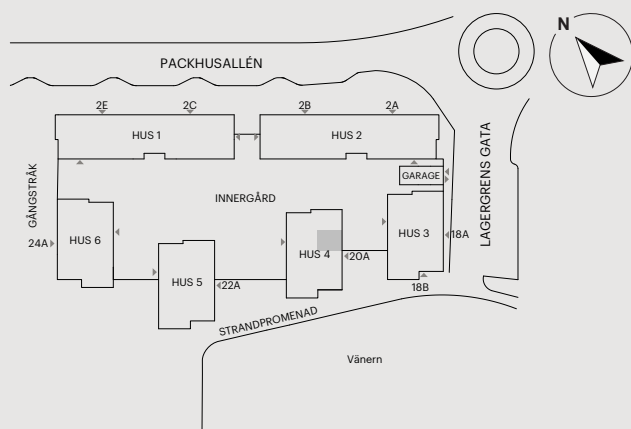 N
PACKHUSALLÉN
2E
2C
2B
2A
HUS 1
HUS 2
LAGERGRENS GATA
GARAGE
GÅNGSTRÅK
INNERGÅRD
24A
HUS 6
HUS 3
18A
HUS 4
20A
HUS 5
22A
18B
STRANDPROMENAD
Vänern